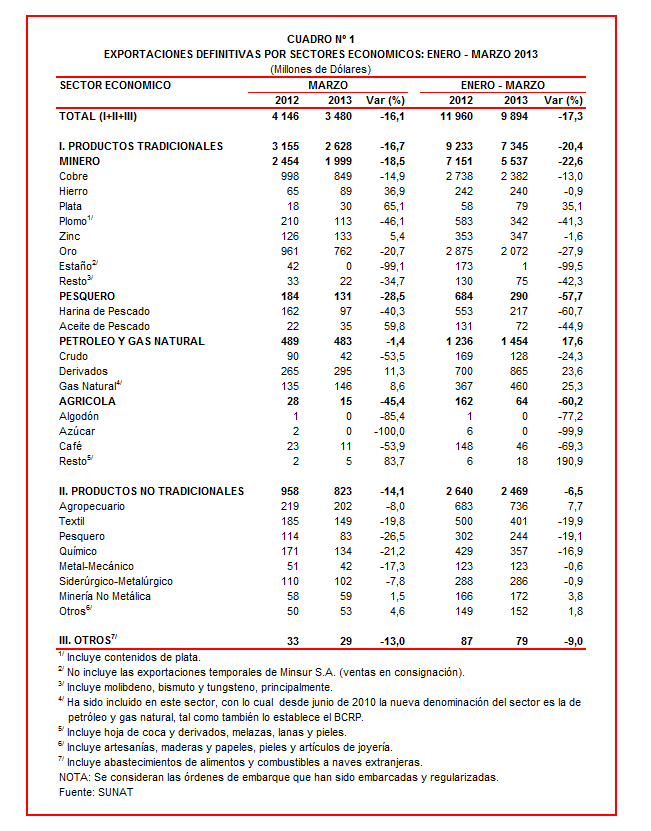 CUADRO Nº 1
EXPORTACIONES DEFINITIVAS POR SECTORES ECONOMICOS: ENERO - MARZO 2013
(Millones de Dólares)
SECTOR ECONOMICO MARZO ENERO - MARZO
2012 2013 Var (%) 2012 2013 Var (%)
TOTAL (I+II+III) 4 146 3 480 -16,1 11 960 9 894 -17,3
I. PRODUCTOS TRADICIONALES 3 155 2 628 -16,7 9 233 7 345 -20,4
MINERO 2 454 1 999 -18,5 7 151 5 537 -22,6
Cobre 998 849 -14,9 2 738 2 382 -13,0
Hierro 65 89 36,9 242 240 -0,9
Plata 18 30 65,1 58 79 35,1
Plomo1/ 210 113 -46,1 583 342 -41,3
Zinc 126 133 5,4 353 347 -1,6
Oro 961 762 -20,7 2 875 2 072 -27,9
Estaño2/ 42 0 -99,1 173 1 -99,5
Resto3/ 33 22 -34,7 130 75 -42,3
PESQUERO 184 131 -28,5 684 290 -57,7
Harina de Pescado 162 97 -40,3 553 217 -60,7
Aceite de Pescado 22 35 59,8 131 72 -44,9
PETROLEO Y GAS NATURAL 489 483 -1,4 1 236 1 454 17,6
Crudo 90 42 -53,5 169 128 -24,3
Derivados 265 295 11,3 700 865 23,6
Gas Natural4/ 135 146 8,6 367 460 25,3
AGRICOLA 28 15 -45,4 162 64 -60,2
Algodón 1 0 -85,4 1 0 -77,2
Azúcar 2 0 -100,0 6 0 -99,9
Café 23 11 -53,9 148 46 -69,3
Resto5/ 2 5 83,7 6 18 190,9
II. PRODUCTOS NO TRADICIONALES 958 823 -14,1 2 640 2 469 -6,5
Agropecuario 219 202 -8,0 683 736 7,7
Textil 185 149 -19,8 500 401 -19,9
Pesquero 114 83 -26,5 302 244 -19,1
Químico 171 134 -21,2 429 357 -16,9
Metal-Mecánico 51 42 -17,3 123 123 -0,6
Siderúrgico-Metalúrgico 110 102 -7,8 288 286 -0,9
Minería No Metálica 58 59 1,5 166 172 3,8
Otros6/ 50 53 4,6 149 152 1,8
III. OTROS7/ 33 29 -13,0 87 79 -9,0
1/ Incluye contenidos de plata.
2/ No incluye las exportaciones temporales de Minsur S.A. (ventas en consignación).
3/ Incluye molibdeno, bismuto y tungsteno, principalmente.
4/ Ha sido incluido en este sector, con lo cual desde junio de 2010 la nueva denominación del sector es la de
petróleo y gas natural, tal como también lo establece el BCRP.
5/ Incluye hoja de coca y derivados, melazas, lanas y pieles.
6/ Incluye artesanías, maderas y papeles, pieles y artículos de joyería.
7/ Incluye abastecimientos de alimentos y combustibles a naves extranjeras.
NOTA: Se consideran las órdenes de embarque que han sido embarcadas y regularizadas.
Fuente: SUNAT